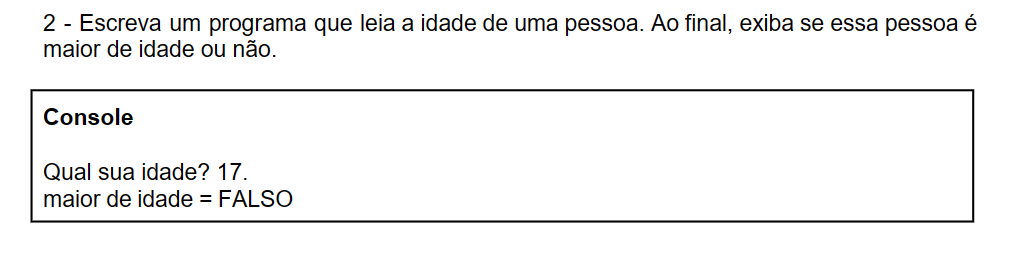 2 - Escreva um programa que leia a idade de uma pessoa. Ao final, exiba se essa pessoa é
maior de idade ou não.
Console
Qual sua idade? 17.
maior de idade = FALSO